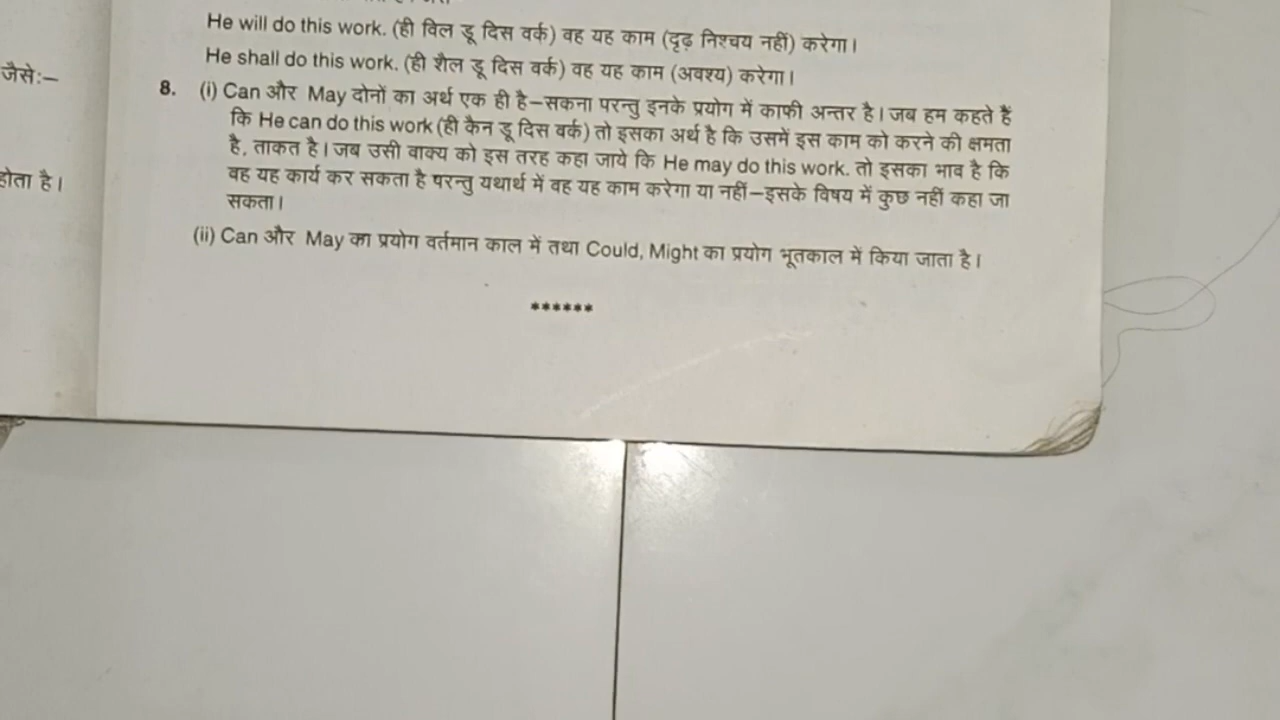 जैसे:–
होता है।
He will do this work. (ही विल डू दिस वर्क) वह यह काम (दृढ़ निश्चय नहीं) करेगा।
He shall do this work. (ही शैल डू दिस वर्क) वह यह काम (अवश्य) करेगा।
8. (i) Can और May दोनों का अर्थ एक ही है–सकना परन्तु इनके प्रयोग में काफी अन्तर है। जब हम कहते हैं
कि He can do this work (ही कैन डू दिस वर्क) तो इसका अर्थ है कि उसमें इस काम को करने की क्षमता
है, ताकत है। जब उसी वाक्य को इस तरह कहा जाये कि He may do this work. तो इसका भाव है कि
वह यह कार्य कर सकता है परन्तु यथार्थ में वह यह काम करेगा या नहीं–इसके विषय में कुछ नहीं कहा जा
सकता।
(ii) Can और May का प्रयोग वर्तमान काल में तथा Could, Might का प्रयोग भूतकाल में किया जाता है।
******